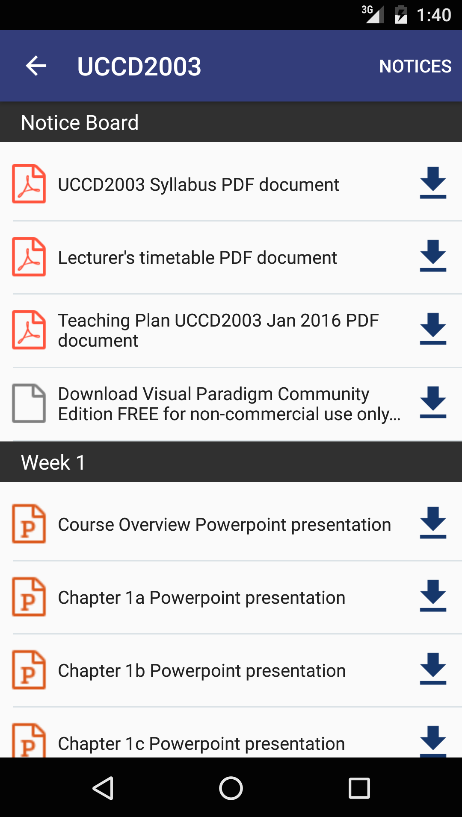 3G 1:40
UCCD2003 NOTICES
Notice Board
UCCD2003 Syllabus PDF document
Lecturer's timetable PDF document
Teaching Plan UCCD2003 Jan 2016 PDF
document
Download Visual Paradigm Community
Edition FREE for non-commercial use only...
Week 1
P Course Overview Powerpoint presentation
P Chapter 1a Powerpoint presentation
P Chapter 1b Powerpoint presentation
P Chapter 1c Powerpoint presentation